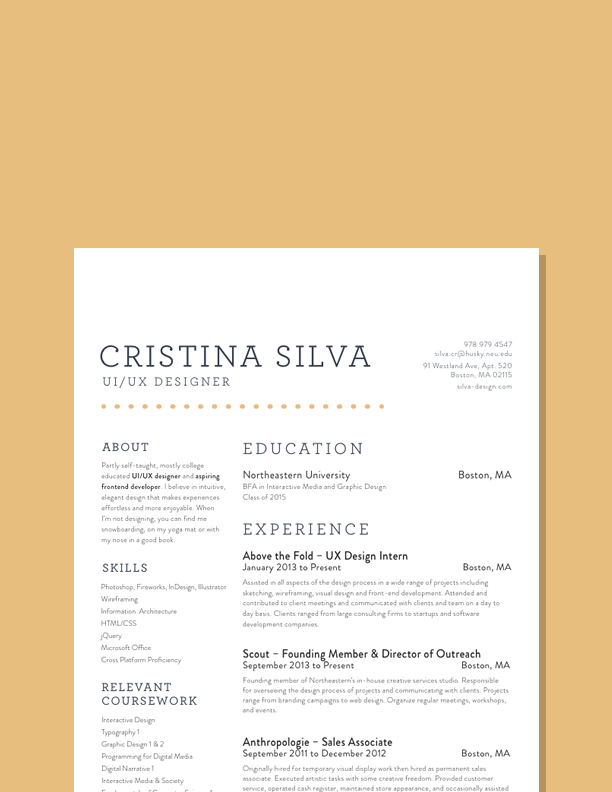 CRISTINA SILVA
UI/UX DESIGNER
978 979 4547
silva.cr@husky.neu.edu
91 Westland Ave, Apt. 520
Boston, MA 02115
silva-design.com
ABOUT
Partly self-taught, mostly college
educated UI/UX designer and aspiring
frontend developer. I believe in intuitive,
elegant design that makes experiences
effortless and more enjoyable. When
I'm not designing, you can find me
snowboarding, on my yoga mat or with
my nose in a good book.
SKILLS
Photoshop, Fireworks, InDesign, Illustrator
Wireframing
Information Architecture
HTML/CSS
jQuery
Microsoft Office
Cross Platform Proficiency
RELEVANT
COURSEWORK
Interactive Design
Typography 1
Graphic Design 1 & 2
Programming for Digital Media
Digital Narrative 1
Interactive Media & Society
EDUCATION
Northeastern University Boston, MA
BFA in Interactive Media and Graphic Design
Class of 2015
EXPERIENCE
Above the Fold – UX Design Intern
January 2013 to Present Boston, MA
Assisted in all aspects of the design process in a wide range of projects including
sketching, wireframing, visual design and front-end development. Attended and
contributed to client meetings and communicated with clients and team on a day to
day basis. Clients ranged from large consulting firms to startups and software
development companies.
Scout – Founding Member & Director of Outreach
September 2013 to Present Boston, MA
Founding member of Northeastern's in-house creative services studio. Responsible
for overseeing the design process of projects and communicating with clients. Projects
range from branding campaigns to web design. Organize regular meetings, workshops,
and events.
Anthropologie – Sales Associate
September 2011 to December 2012 Boston, MA
Originally hired for temporary visual display work then hired as permanent sales
associate. Executed artistic tasks with some creative freedom. Provided customer
service, operated cash register, maintained store appearance, and occasionally assisted